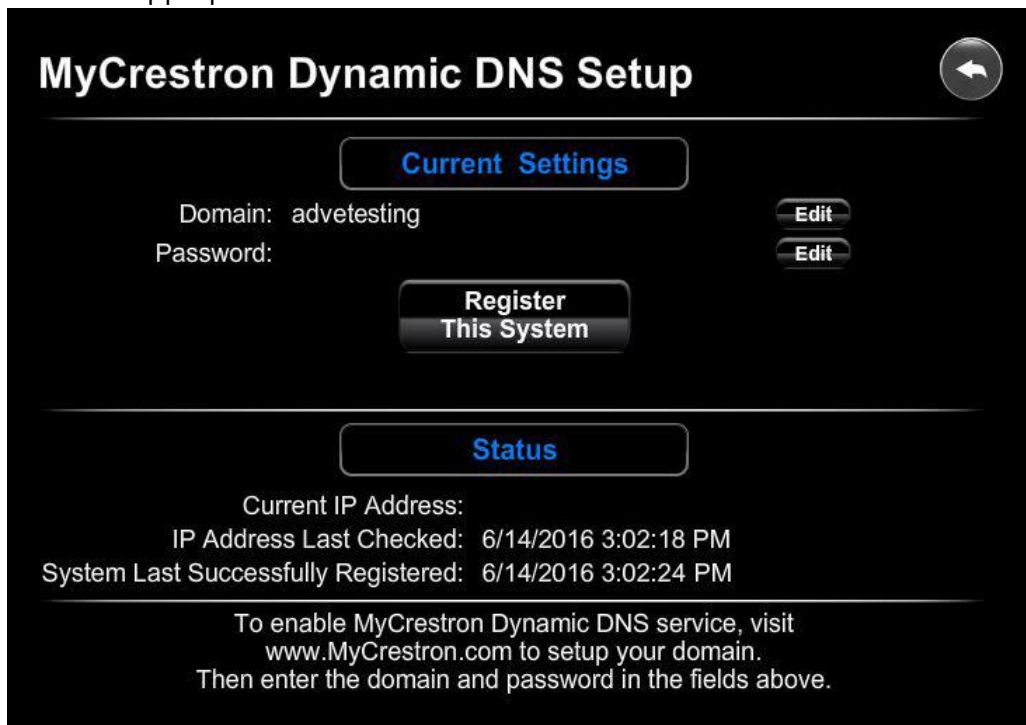 MyCrestron Dynamic DNS Setup
Current Settings
Domain: advetesting Edit
Password: Edit
Register
This System
Status
Current IP Address:
IP Address Last Checked: 6/14/2016 3:02:18 PM
System Last Successfully Registered: 6/14/2016 3:02:24 PM
To enable MyCrestron Dynamic DNS service, visit
www.MyCrestron.com to setup your domain.
Then enter the domain and password in the fields above.